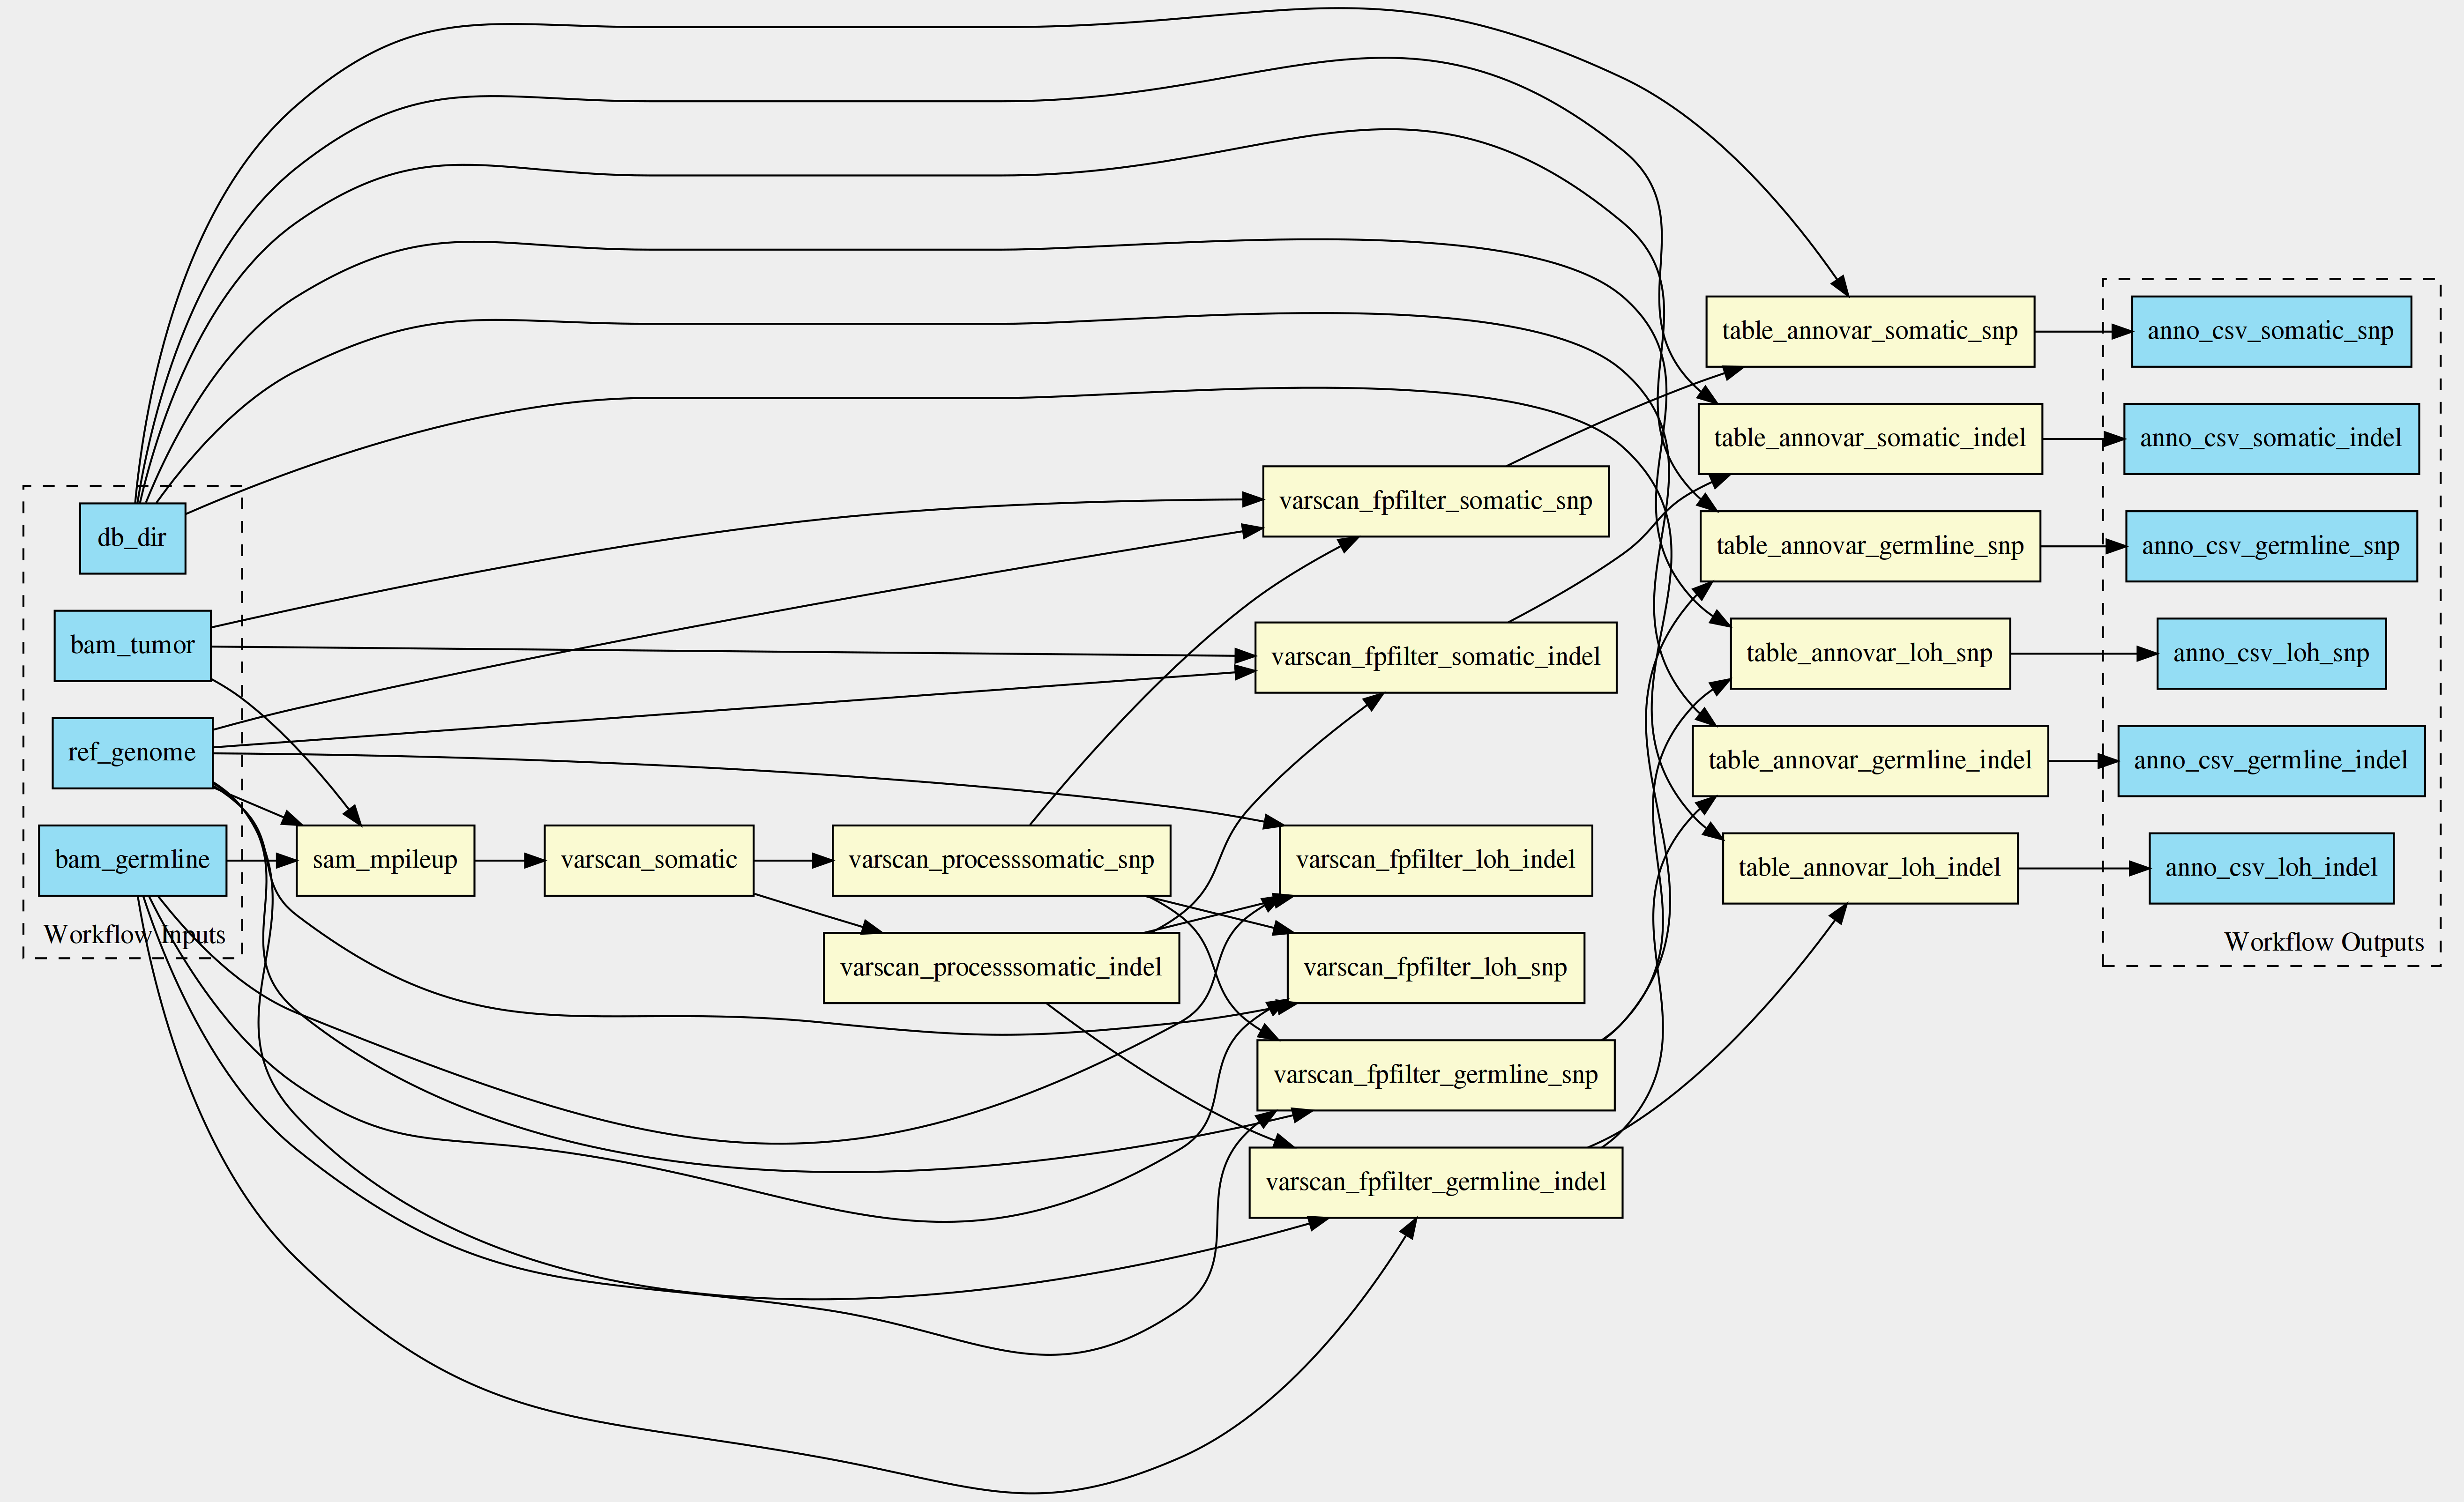 db_dir
bam_tumor
ref_genome
bam_germline
Workflow Inputs
sam_mpileup
varscan_somatic
varscan_processsomatic_snp
varscan_processsomatic_indel
varscan_fpfilter_somatic_snp
varscan_fpfilter_somatic_indel
varscan_fpfilter_loh_indel
varscan_fpfilter_loh_snp
varscan_fpfilter_germline_snp
varscan_fpfilter_germline_indel
table_annovar_somatic_snp
table_annovar_somatic_indel
table_annovar_germline_snp
table_annovar_loh_snp
table_annovar_germline_indel
table_annovar_loh_indel
anno_csv_somatic_snp
anno_csv_somatic_indel
anno_csv_germline_snp
anno_csv_loh_snp
anno_csv_germline_indel
anno_csv_loh_indel
Workflow Outputs